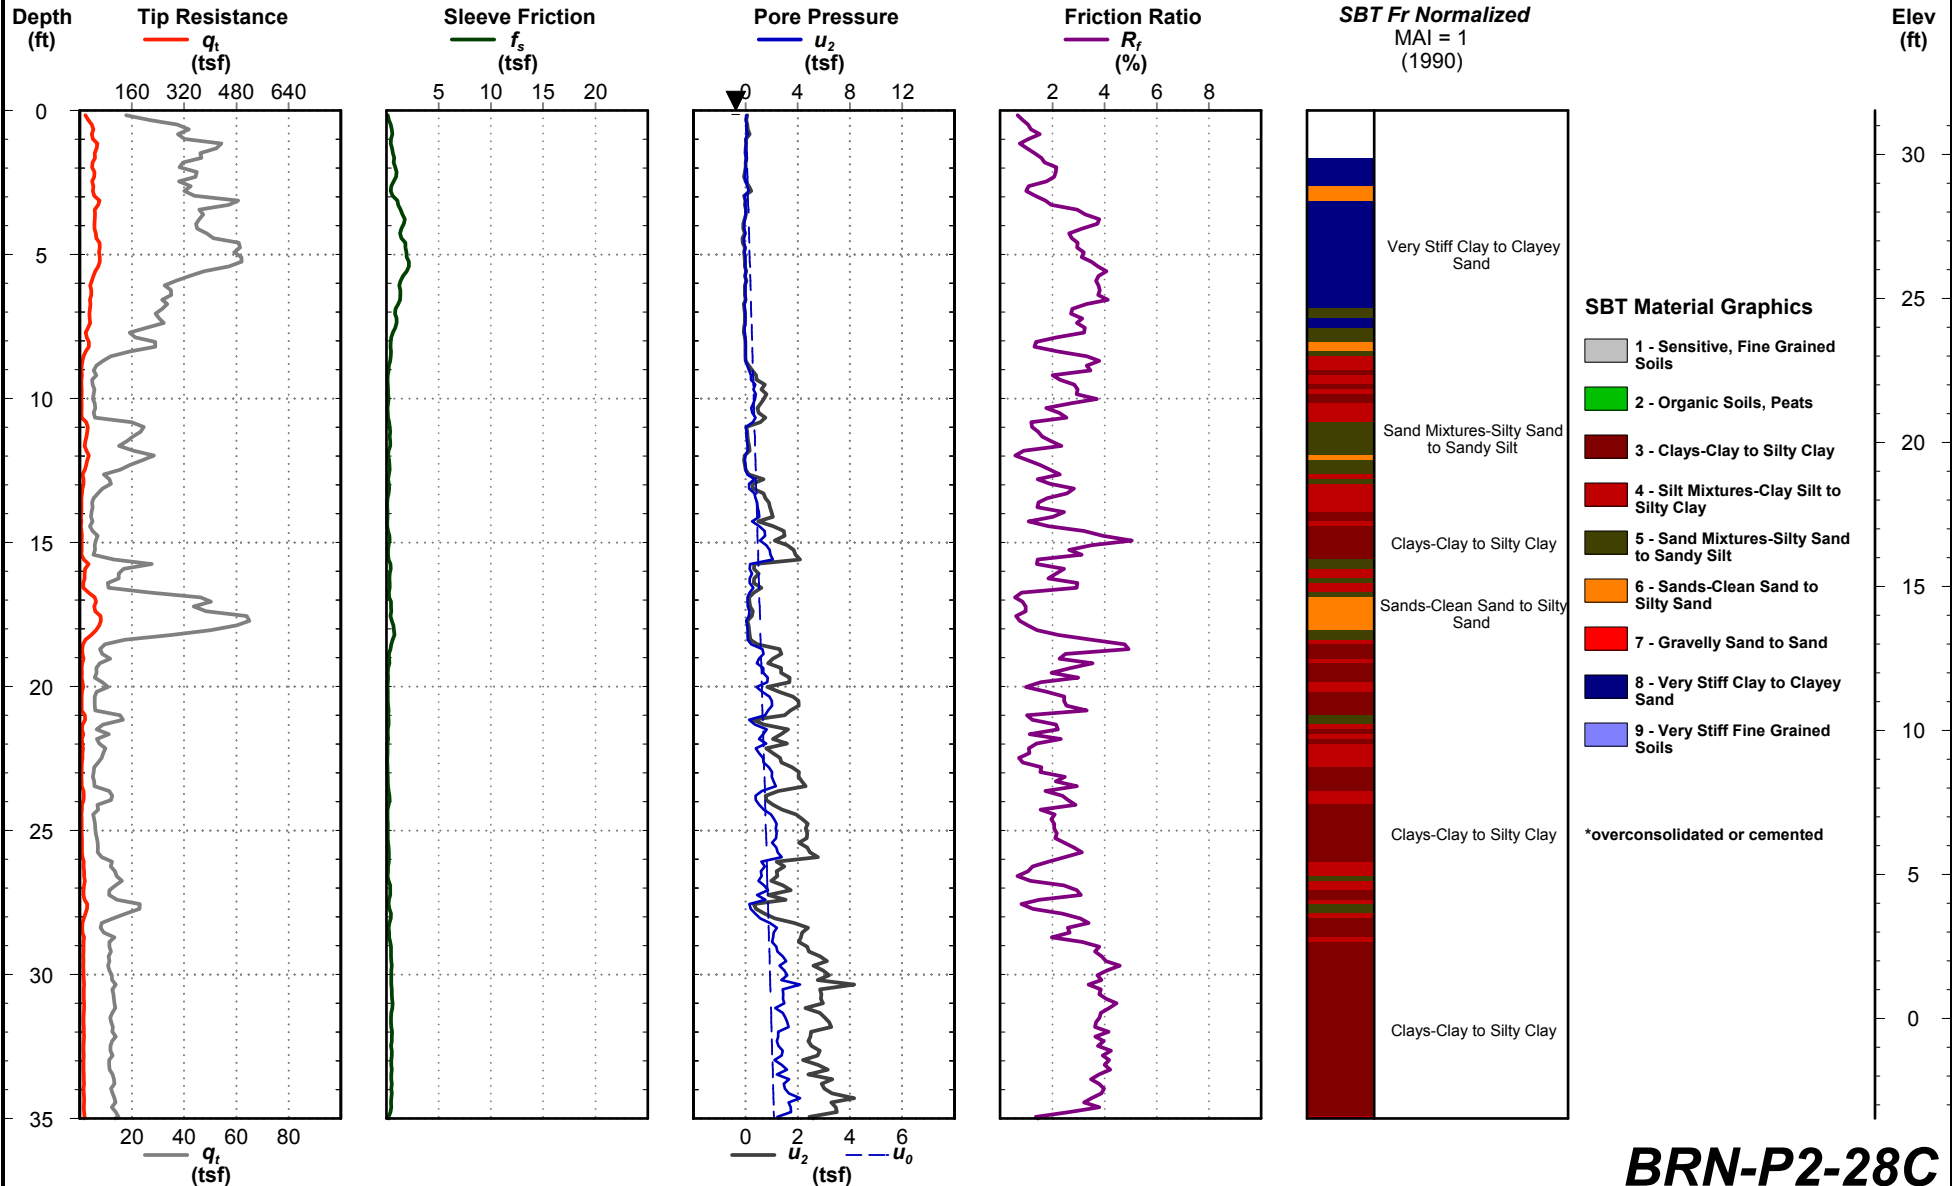 Depth
(ft)
Tip Resistance
qt
(tsf)
160 320 480 640
Sleeve Friction
fs
(tsf)
5 10 15 20
Pore Pressure
u2
(tsf)
0 4 8 12
Friction Ratio
Rf
(%)
2 4 6 8
SBT Fr Normalized
MAI = 1
(1990)
Elev
(ft)
0
5
10
15
20
25
30
35
Very Stiff Clay to Clayey
Sand
Sand Mixtures-Silty Sand
to Sandy Silt
Clays-Clay to Silty Clay
Sands-Clean Sand to Silty
Sand
Clays-Clay to Silty Clay
Clays-Clay to Silty Clay
SBT Material Graphics
1 - Sensitive, Fine Grained
Soils
2 - Organic Soils, Peats
3 - Clays-Clay to Silty Clay
4 - Silt Mixtures-Clay Silt to
Silty Clay
5 - Sand Mixtures-Silty Sand
to Sandy Silt
6 - Sands-Clean Sand to
Silty Sand
7 - Gravelly Sand to Sand
8 - Very Stiff Clay to Clayey
Sand
9 - Very Stiff Fine Grained
Soils
*overconsolidated or cemented
30
25
20
15
10
5
0
20 40 60 80
qt
(tsf)
0 2 4 6
u2 u0
(tsf)
BRN-P2-28C